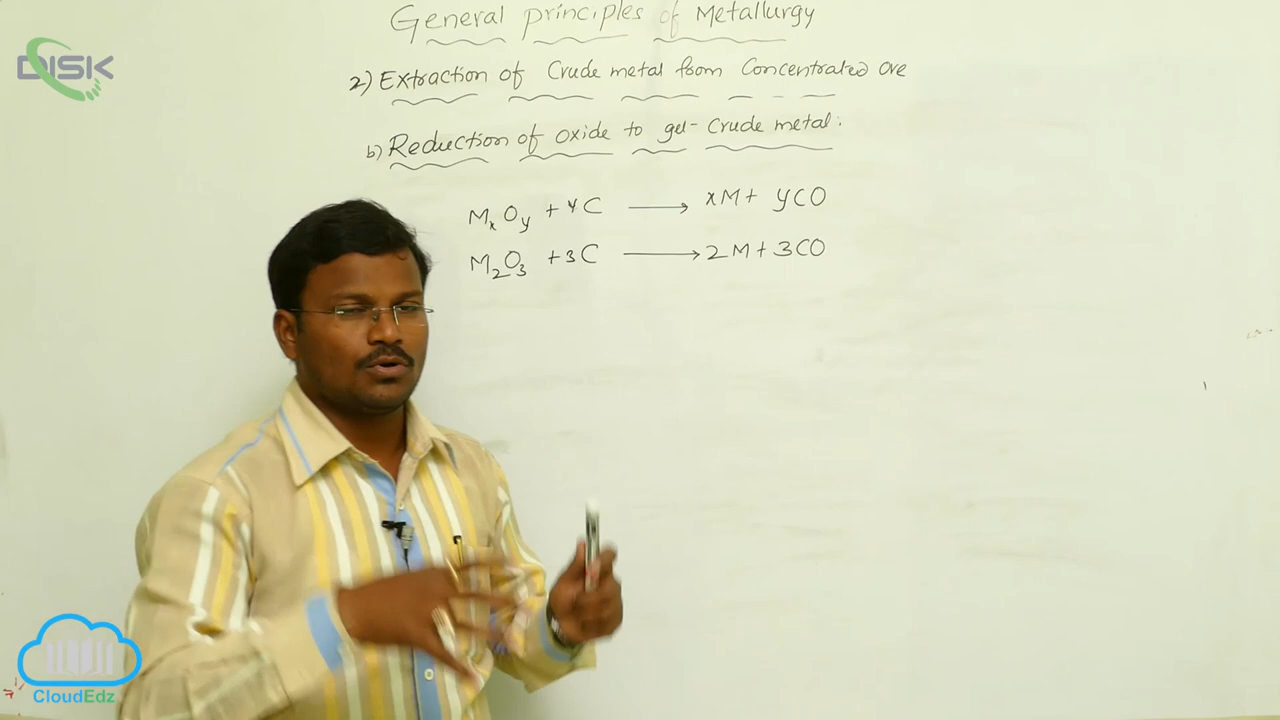 General principles of Metallurgy
DISK
2) Extraction of Crude metal from Concentrated ore
b) Reduction of oxide to get Crude metal:
MxOy + yC ⟶ xM + yCO
M2O3 + 3C ⟶ 2M + 3CO
CloudEdz